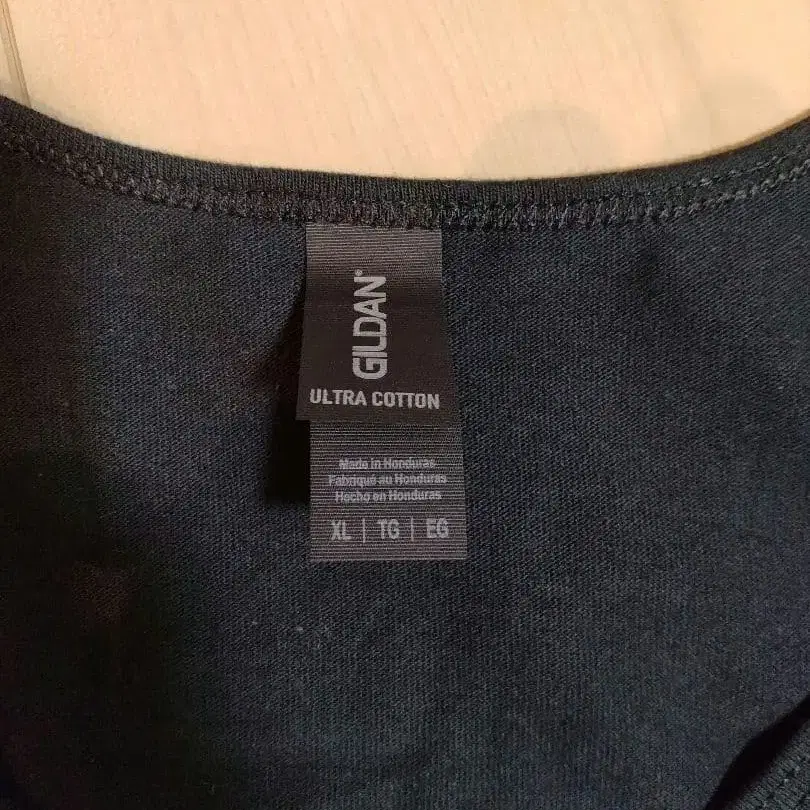 GILDAN®
ULTRA COTTON
Made in Honduras
Fabriqué au Honduras
Hecho en Honduras
XL | TG | EG